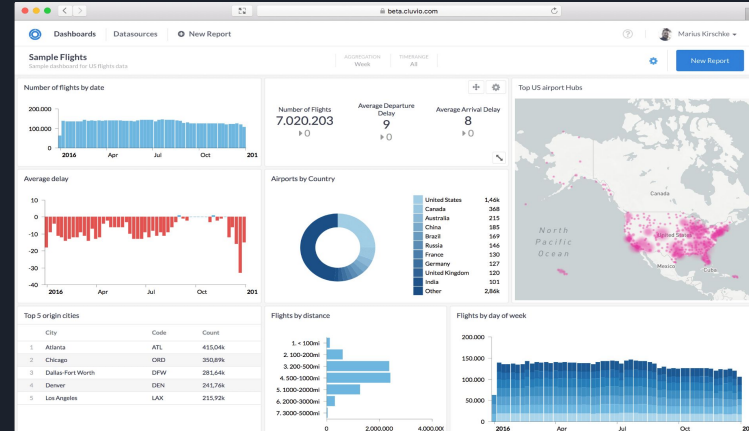 beta.cluvio.com
Dashboards Datasources New Report
Marius Kirschke
Sample Flights
Sample dashboard for US flights data
AGGREGATION
Week
TIMERANGE
All
New Report
Number of flights by date
200.000
100.000
0
2016 Apr Jul Oct 201
Number of Flights
7.020.203
0
Average Departure
Delay
9
0
Average Arrival Delay
8
0
Top US airport Hubs
Canada
North
Pacific
Ocean
United States
Mexico
Cuba
Average delay
10
0
-10
-20
-30
-40
2016 Apr Jul Oct 201
Airports by Country
United States 1,46k
Canada 368
Australia 215
China 185
Brazil 169
Russia 146
France 130
Germany 127
United Kingdom 120
India 101
Other 2,86k
Top 5 origin cities
City Code Count
1 Atlanta ATL 415,04k
2 Chicago ORD 350,89k
3 Dallas-Fort Worth DFW 281,64k
4 Denver DEN 241,76k
5 Los Angeles LAX 215,92k
Flights by distance
1. < 100mi
2. 100-200mi
3. 200-500mi
4. 500-1000mi
5. 1000-2000mi
6. 2000-3000mi
7. 3000-5000mi
0 2.000.000 4.000.00
Flights by day of week
200.000
150.000
100.000
50.000
0
2016 Apr Jul Oct 20